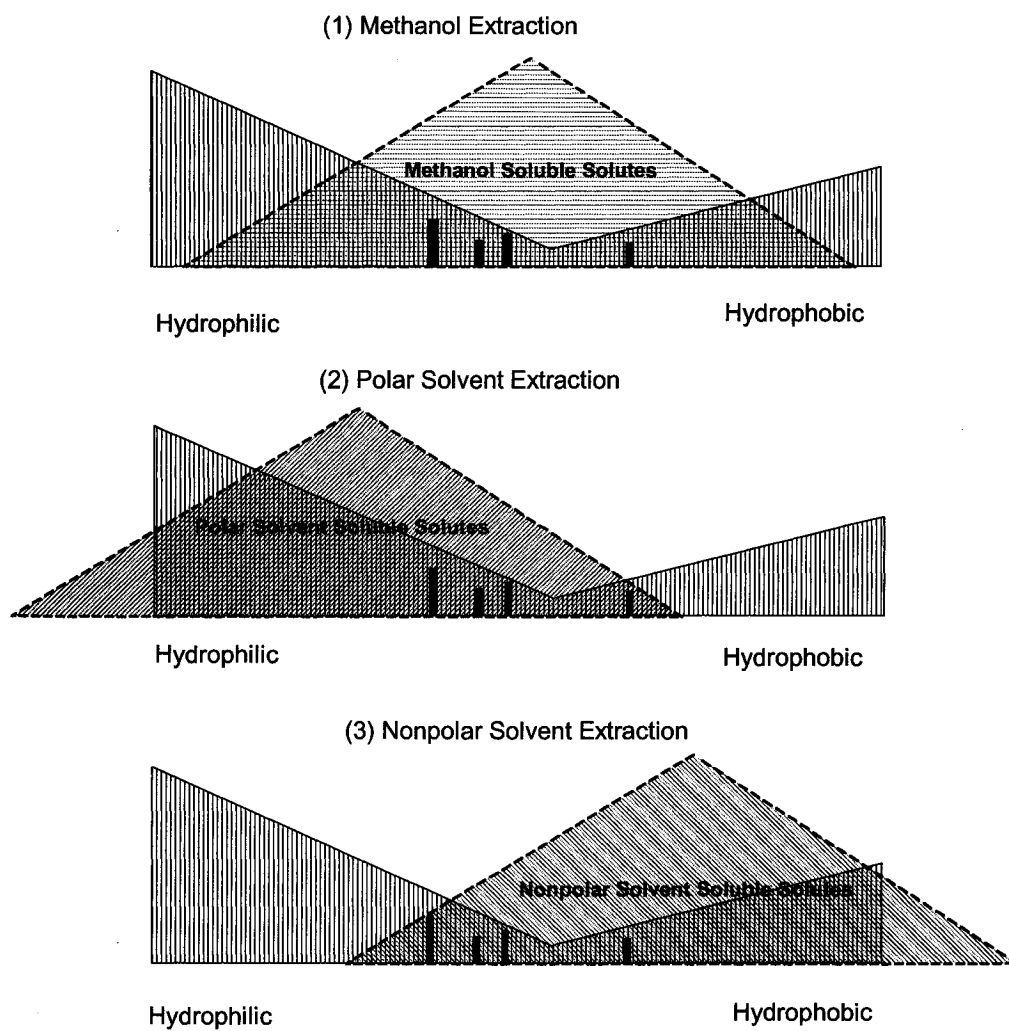 (1) Methanol Extraction
Methanol Soluble Solutes
Hydrophilic
Hydrophobic
(2) Polar Solvent Extraction
Polar Solvent Soluble Solutes
Hydrophilic
Hydrophobic
(3) Nonpolar Solvent Extraction
Nonpolar Solvent Soluble Solutes
Hydrophilic
Hydrophobic